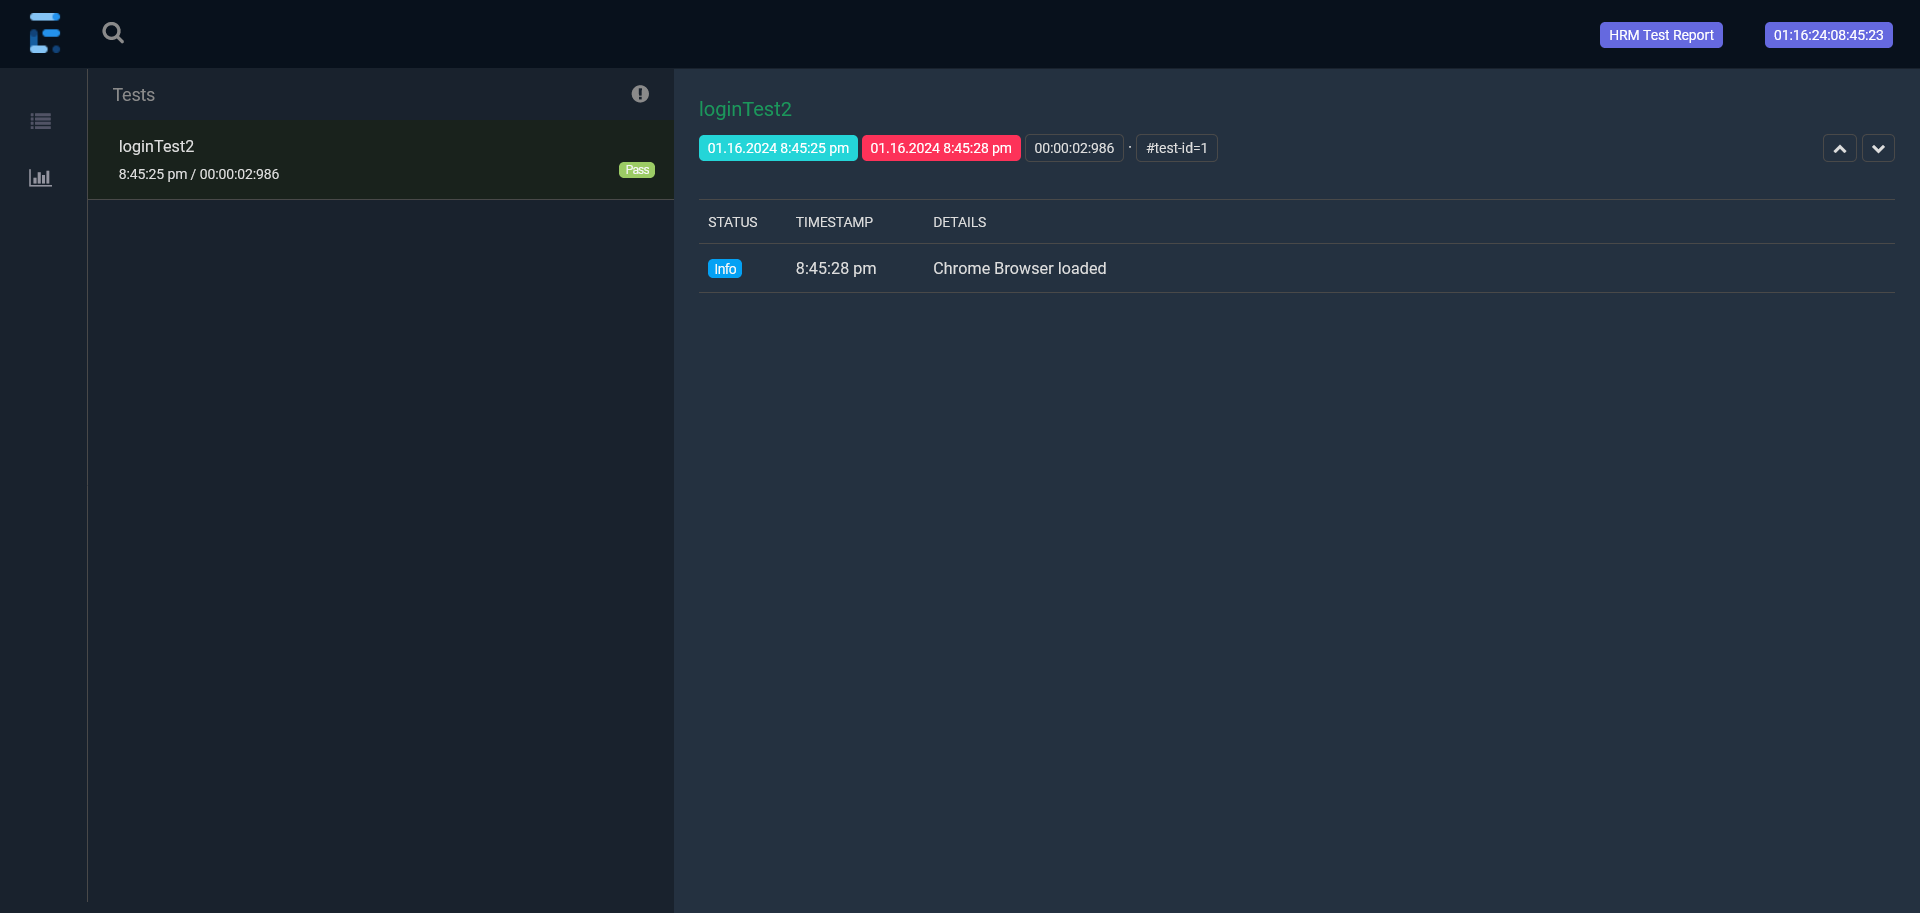 HRM Test Report 01:16:24:08:45:23
Tests
loginTest2
8:45:25 pm / 00:00:02:986 Pass
loginTest2
01.16.2024 8:45:25 pm 01.16.2024 8:45:28 pm 00:00:02:986 · #test-id=1
STATUS TIMESTAMP DETAILS
Info 8:45:28 pm Chrome Browser loaded